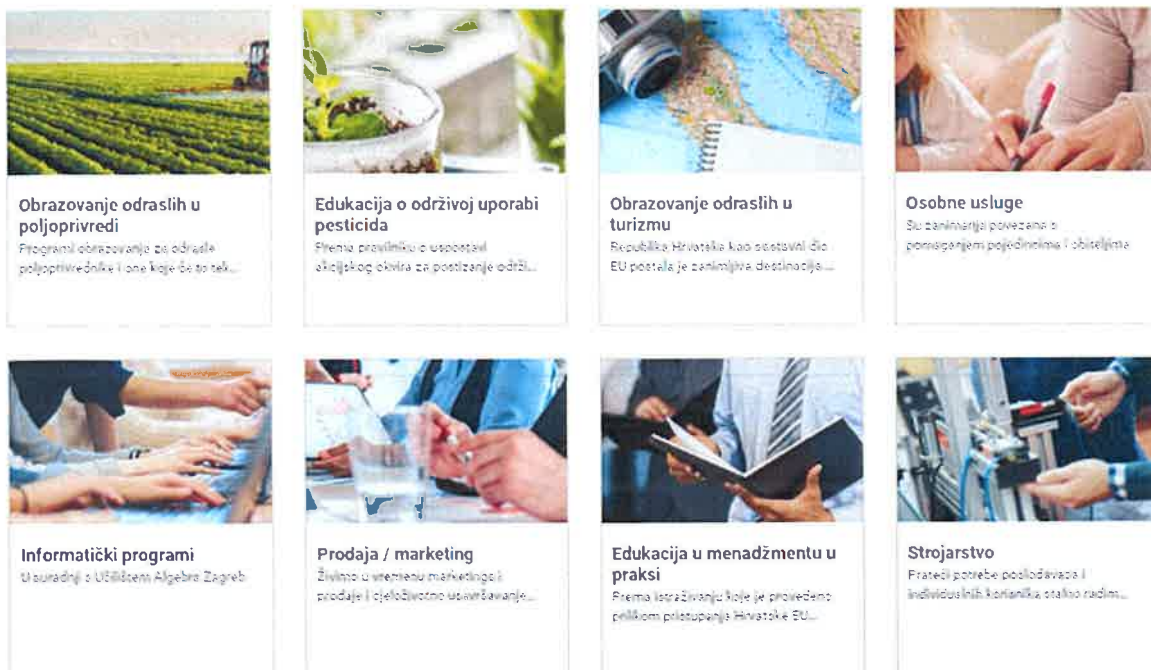 Obrazovanje odraslih u
poljoprivredi
Programi obrazovanja za odrasle
poljoprivrednike i one koje će to tek...
Edukacija o održivoj uporabi
pesticida
Prema pravilniku o uspostavi
akcijskog okvira za postizanje održi...
Obrazovanje odraslih u
turizmu
Republika Hrvatska kao sastavni dio
EU postala je zanimljiva destinacija...
Osobne usluge
Su zanimanja povezana s
pomaganjem pojedincima i obiteljima
Informatički programi
U suradnji s Učilištem Algebra Zagreb
Prodaja / marketing
Živimo u vremenu marketinga i
prodaje i cjeloživotno usavršavanje...
Edukacija u menadžmentu u
praksi
Prema istraživanju koje je provedeno
prilikom pristupanja Hrvatske EU...
Strojarstvo
Prateći potrebe poslodavaca i
individualnih korisnika stalno radim...